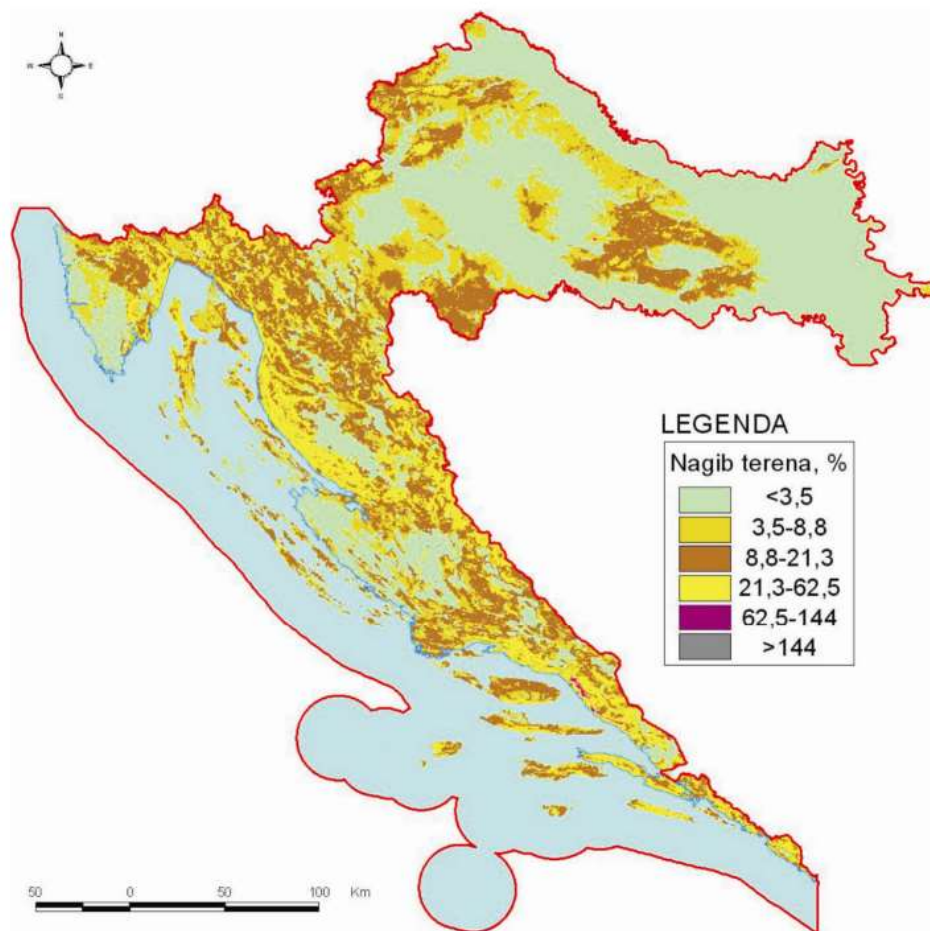 N
W E
S
LEGENDA
Nagib terena, %
<3,5
3,5-8,8
8,8-21,3
21,3-62,5
62,5-144
>144
50 0 50 100 Km